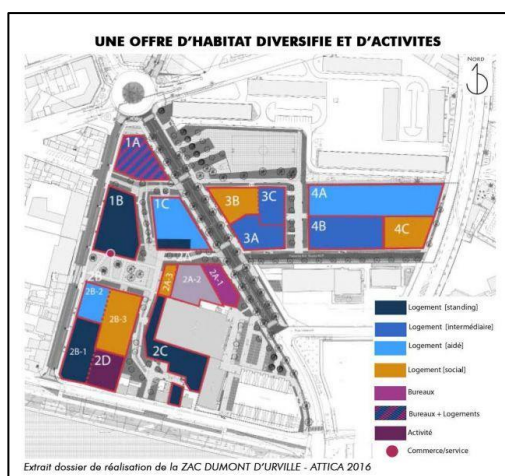 UNE OFFRE D'HABITAT DIVERSIFIE ET D'ACTIVITES
NORD
1A
1B
1C
3B
3C
3A
4A
4B
4C
2A-3
2A-2
2A-1
2B-2
2B-3
2B-1
2D
2C
Logement [standing]
Logement [intermédiaire]
Logement [aidé]
Logement [social]
Bureaux
Bureaux + Logements
Activité
Commerce/service
Extrait dossier de réalisation de la ZAC DUMONT D'URVILLE - ATTICA 2016